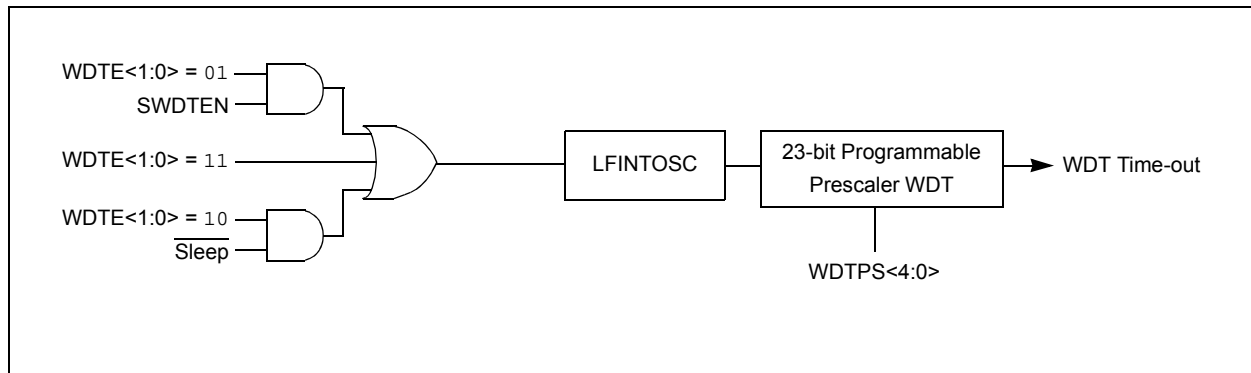 WDTE<1:0> = 01
SWDTEN
WDTE<1:0> = 11
WDTE<1:0> = 10
Sleep
LFINTOSC
23-bit Programmable
Prescaler WDT
WDT Time-out
WDTPS<4:0>